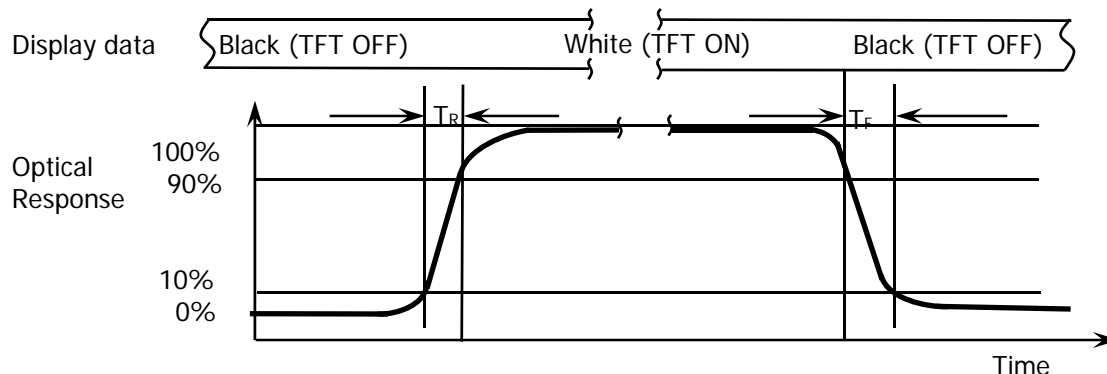 Display data Black (TFT OFF) White (TFT ON) Black (TFT OFF)
TR TF
100%
Optical
Response
90%
10%
0%
Time